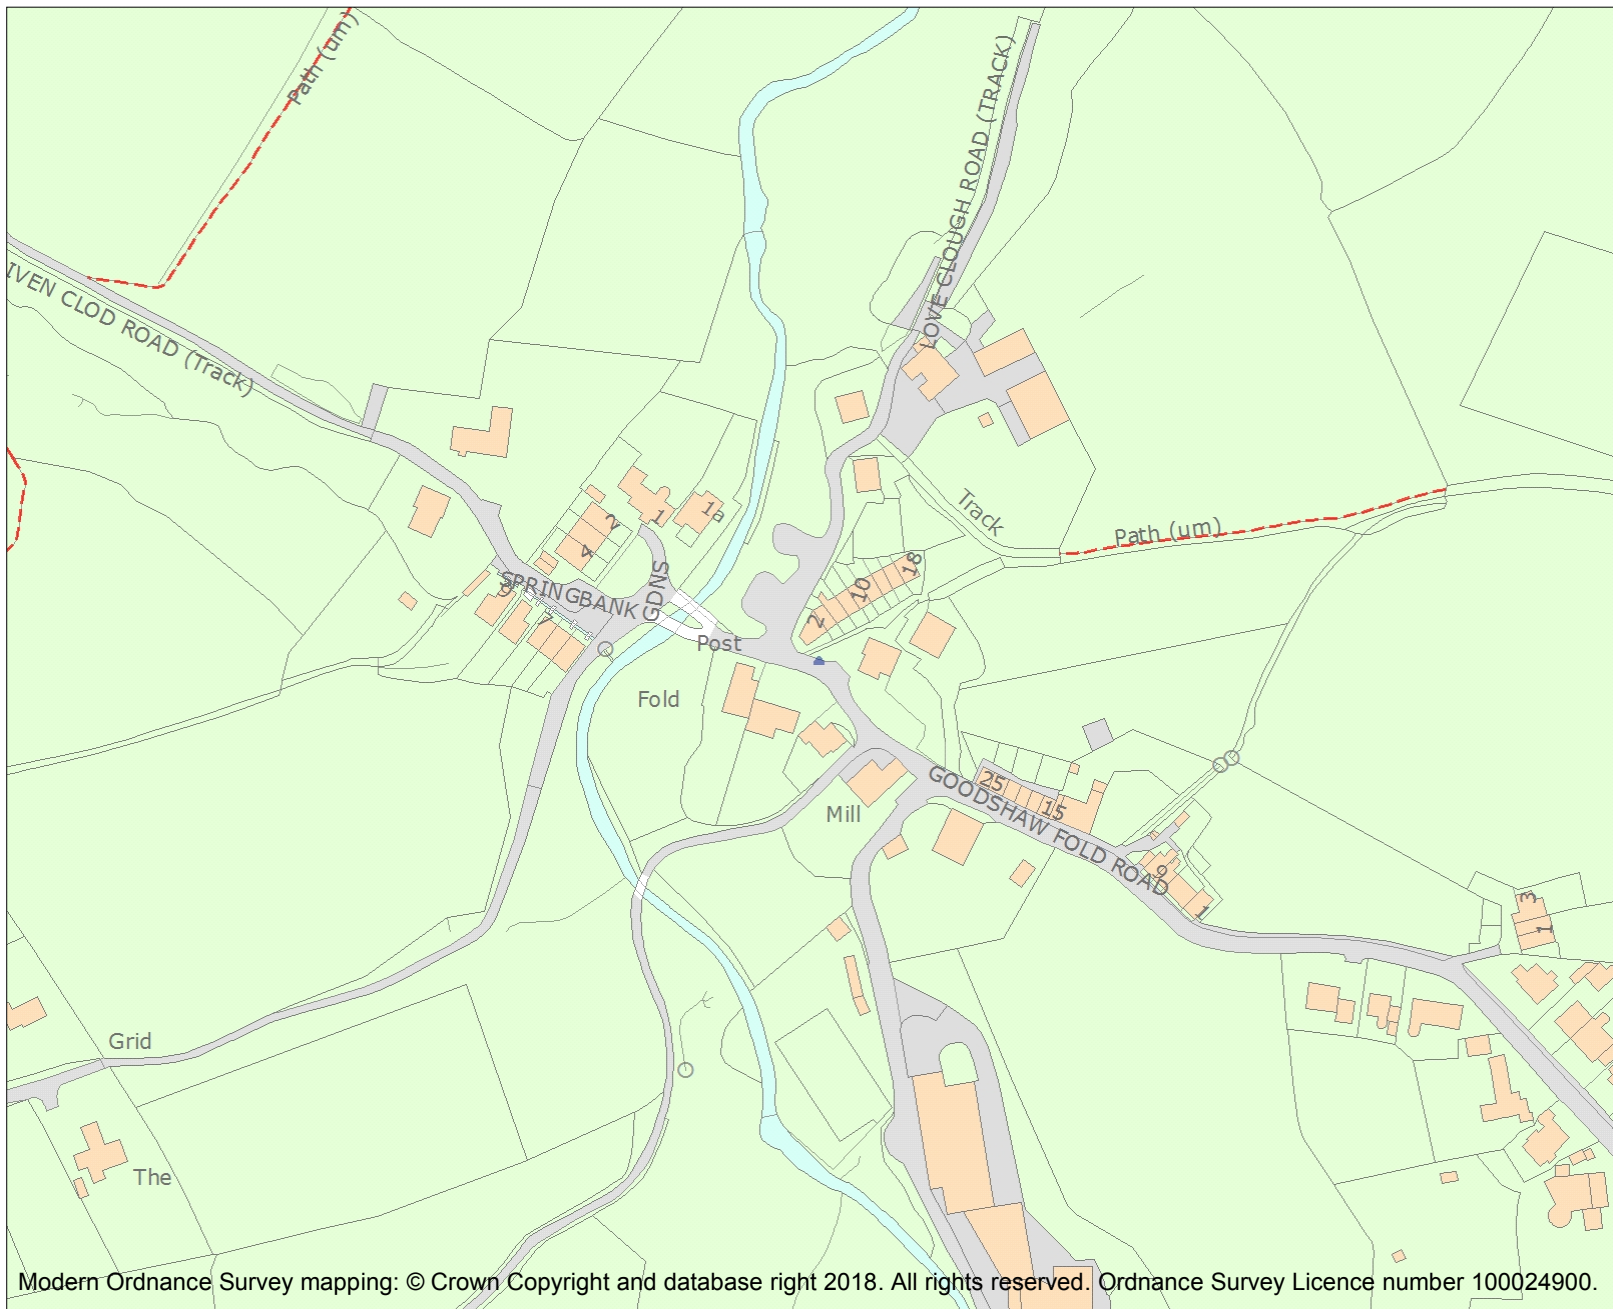 Path (um)
LOVE CLOUGH ROAD (TRACK)
IVEN CLOD ROAD (Track)
Track
Path (um)
1a
1
2
4
18
10
2
SPRINGBANK
GDNS
9
7
Post
Fold
25
15
GOODSHAW FOLD ROAD
Mill
9
1
3
1
Grid
The
Modern Ordnance Survey mapping: © Crown Copyright and database right 2018. All rights reserved. Ordnance Survey Licence number 100024900.